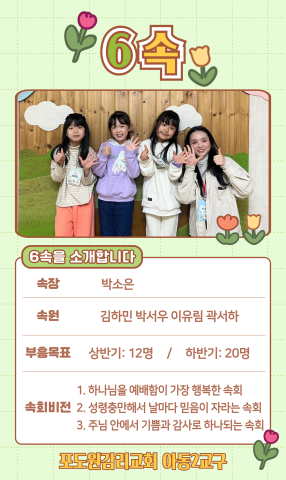 6속
6속을 소개합니다
속장 박소은
속원 김하민 박서우 이유림 곽서하
부흥목표 상반기: 12명 / 하반기: 20명
속회비전
1. 하나님을 예배함이 가장 행복한 속회
2. 성령충만해서 날마다 믿음이 자라는 속회
3. 주님 안에서 기쁨과 감사로 하나되는 속회
포도원감리교회 아동2교구